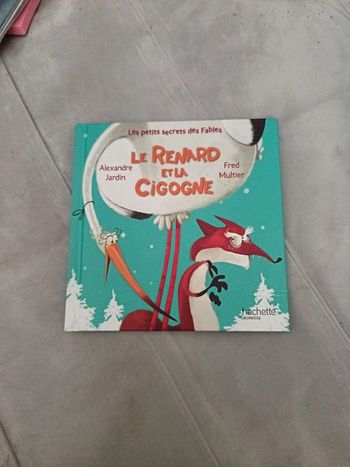 Les petits secrets des Fables
Le Renard
et la
Cigogne
Alexandre
Jardin
Fred
Multier
hachette
JEUNESSE